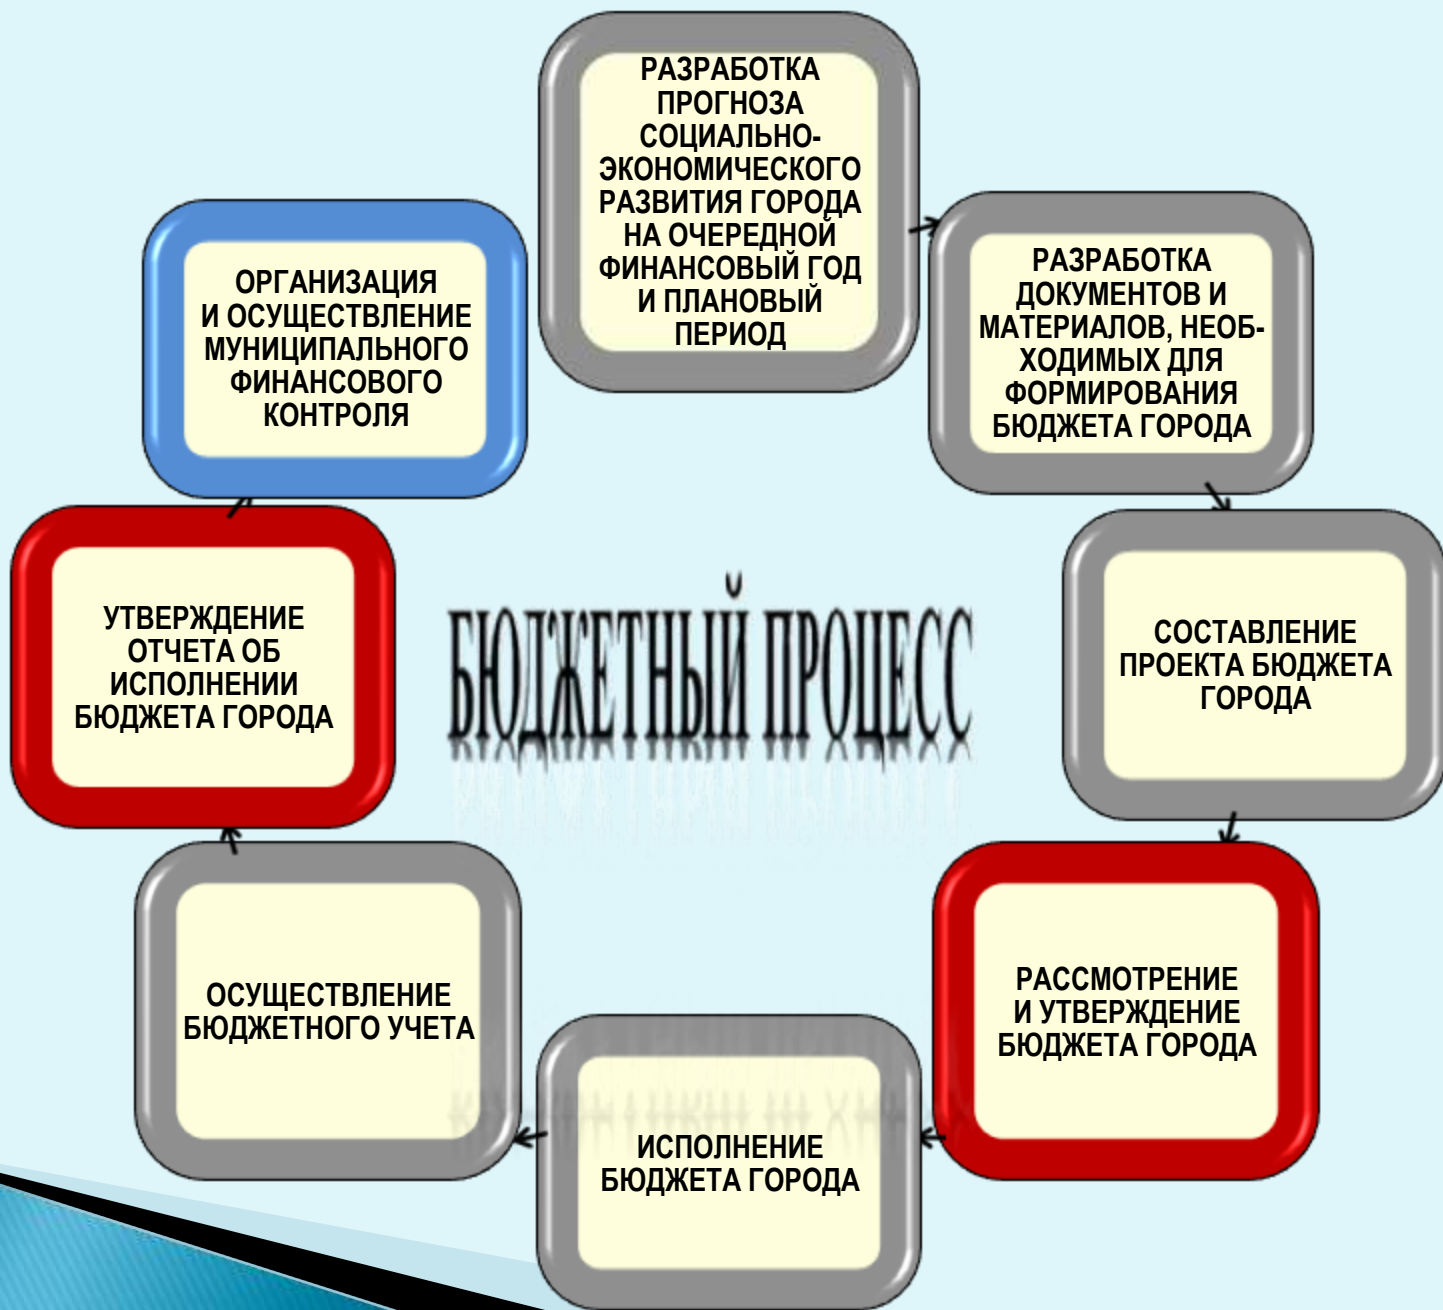 РАЗРАБОТКА
ПРОГНОЗА
СОЦИАЛЬНО-
ЭКОНОМИЧЕСКОГО
РАЗВИТИЯ ГОРОДА
НА ОЧЕРЕДНОЙ
ФИНАНСОВЫЙ ГОД
И ПЛАНОВЫЙ
ПЕРИОД
РАЗРАБОТКА
ДОКУМЕНТОВ И
МАТЕРИАЛОВ, НЕОБ-
ХОДИМЫХ ДЛЯ
ФОРМИРОВАНИЯ
БЮДЖЕТА ГОРОДА
СОСТАВЛЕНИЕ
ПРОЕКТА БЮДЖЕТА
ГОРОДА
РАССМОТРЕНИЕ
И УТВЕРЖДЕНИЕ
БЮДЖЕТА ГОРОДА
ИСПОЛНЕНИЕ
БЮДЖЕТА ГОРОДА
ОСУЩЕСТВЛЕНИЕ
БЮДЖЕТНОГО УЧЕТА
УТВЕРЖДЕНИЕ
ОТЧЕТА ОБ
ИСПОЛНЕНИИ
БЮДЖЕТА ГОРОДА
ОРГАНИЗАЦИЯ
И ОСУЩЕСТВЛЕНИЕ
МУНИЦИПАЛЬНОГО
ФИНАНСОВОГО
КОНТРОЛЯ
БЮДЖЕТНЫЙ ПРОЦЕСС